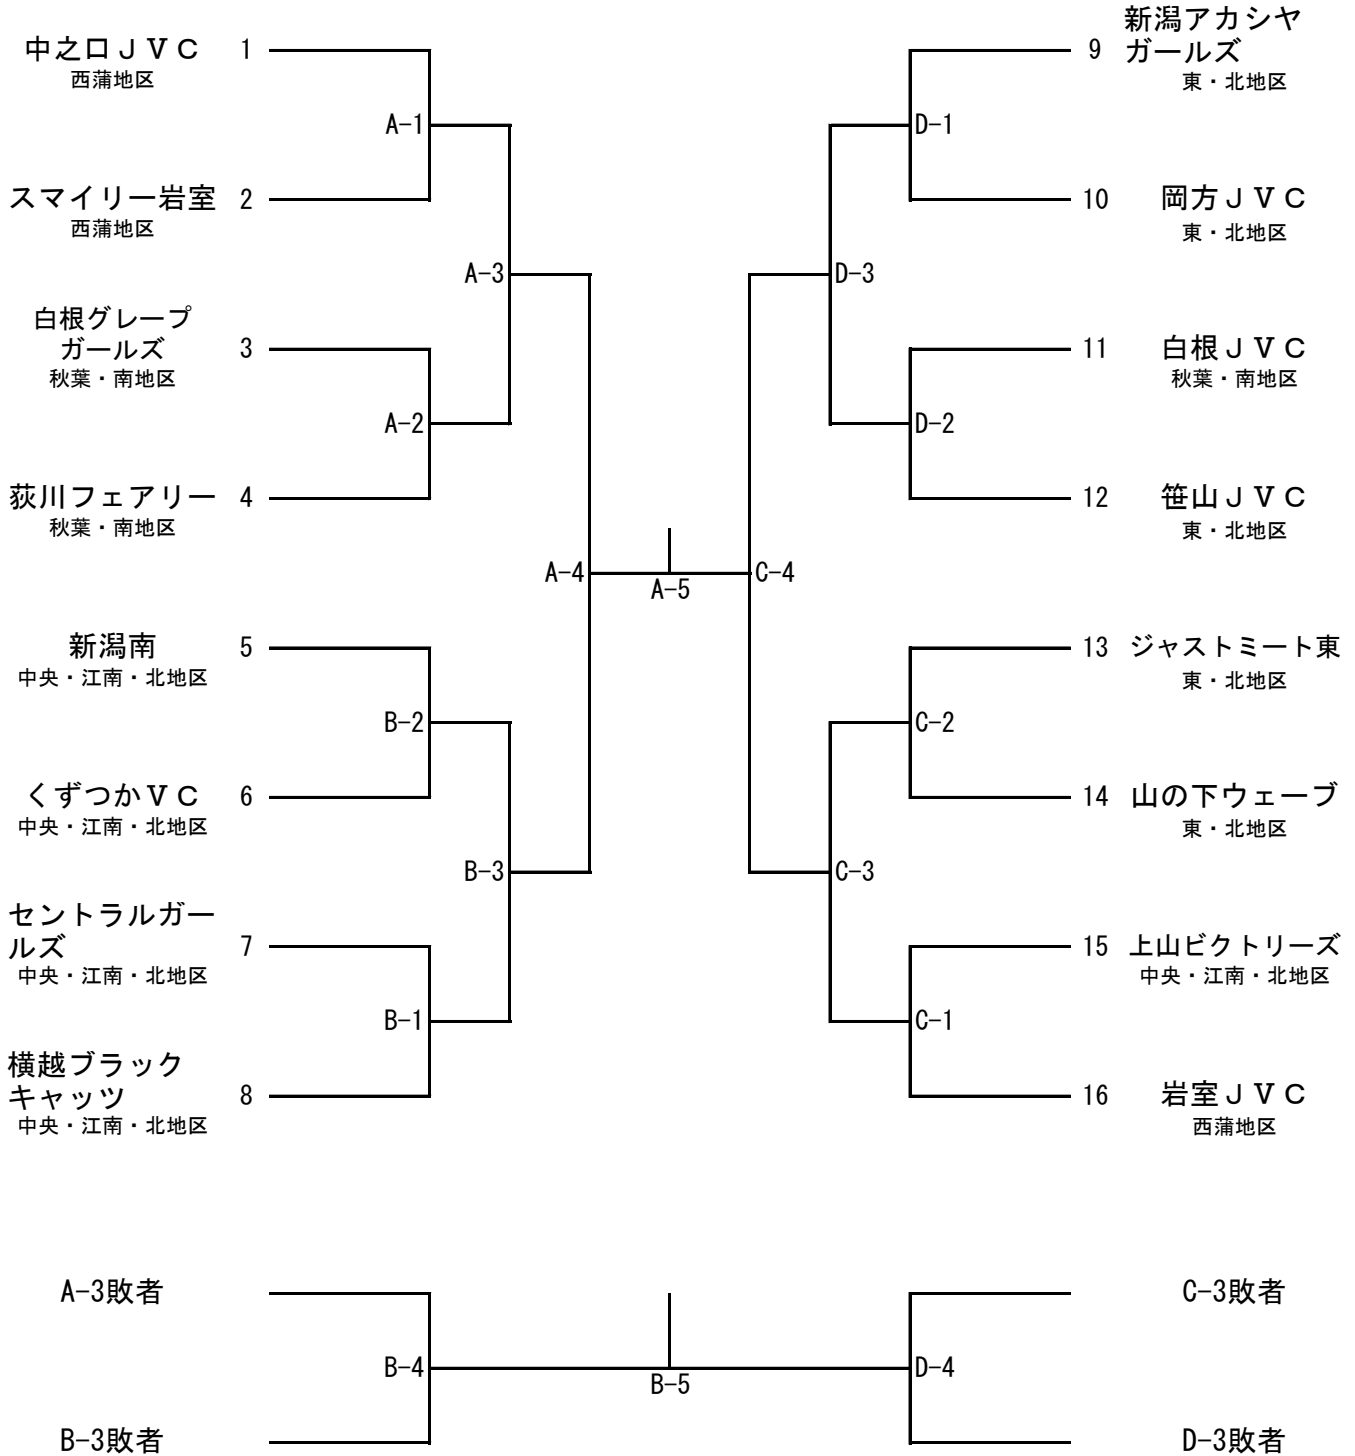 中之口ＪＶＣ 1
西蒲地区
A-1
スマイリー岩室 2
西蒲地区
A-3
白根グレープ
ガールズ 3
秋葉・南地区
A-2
荻川フェアリー 4
秋葉・南地区
A-4
新潟南 5
中央・江南・北地区
B-2
くずつかＶＣ 6
中央・江南・北地区
B-3
セントラルガー
ルズ 7
中央・江南・北地区
B-1
横越ブラック
キャッツ 8
中央・江南・北地区
A-5
新潟アカシヤ
9 ガールズ
東・北地区
D-1
10 岡方ＪＶＣ
東・北地区
D-3
11 白根ＪＶＣ
秋葉・南地区
D-2
12 笹山ＪＶＣ
東・北地区
C-4
13 ジャストミート東
東・北地区
C-2
14 山の下ウェーブ
東・北地区
C-3
15 上山ビクトリーズ
中央・江南・北地区
C-1
16 岩室ＪＶＣ
西蒲地区
A-3敗者
B-4
B-3敗者
B-5
C-3敗者
D-4
D-3敗者